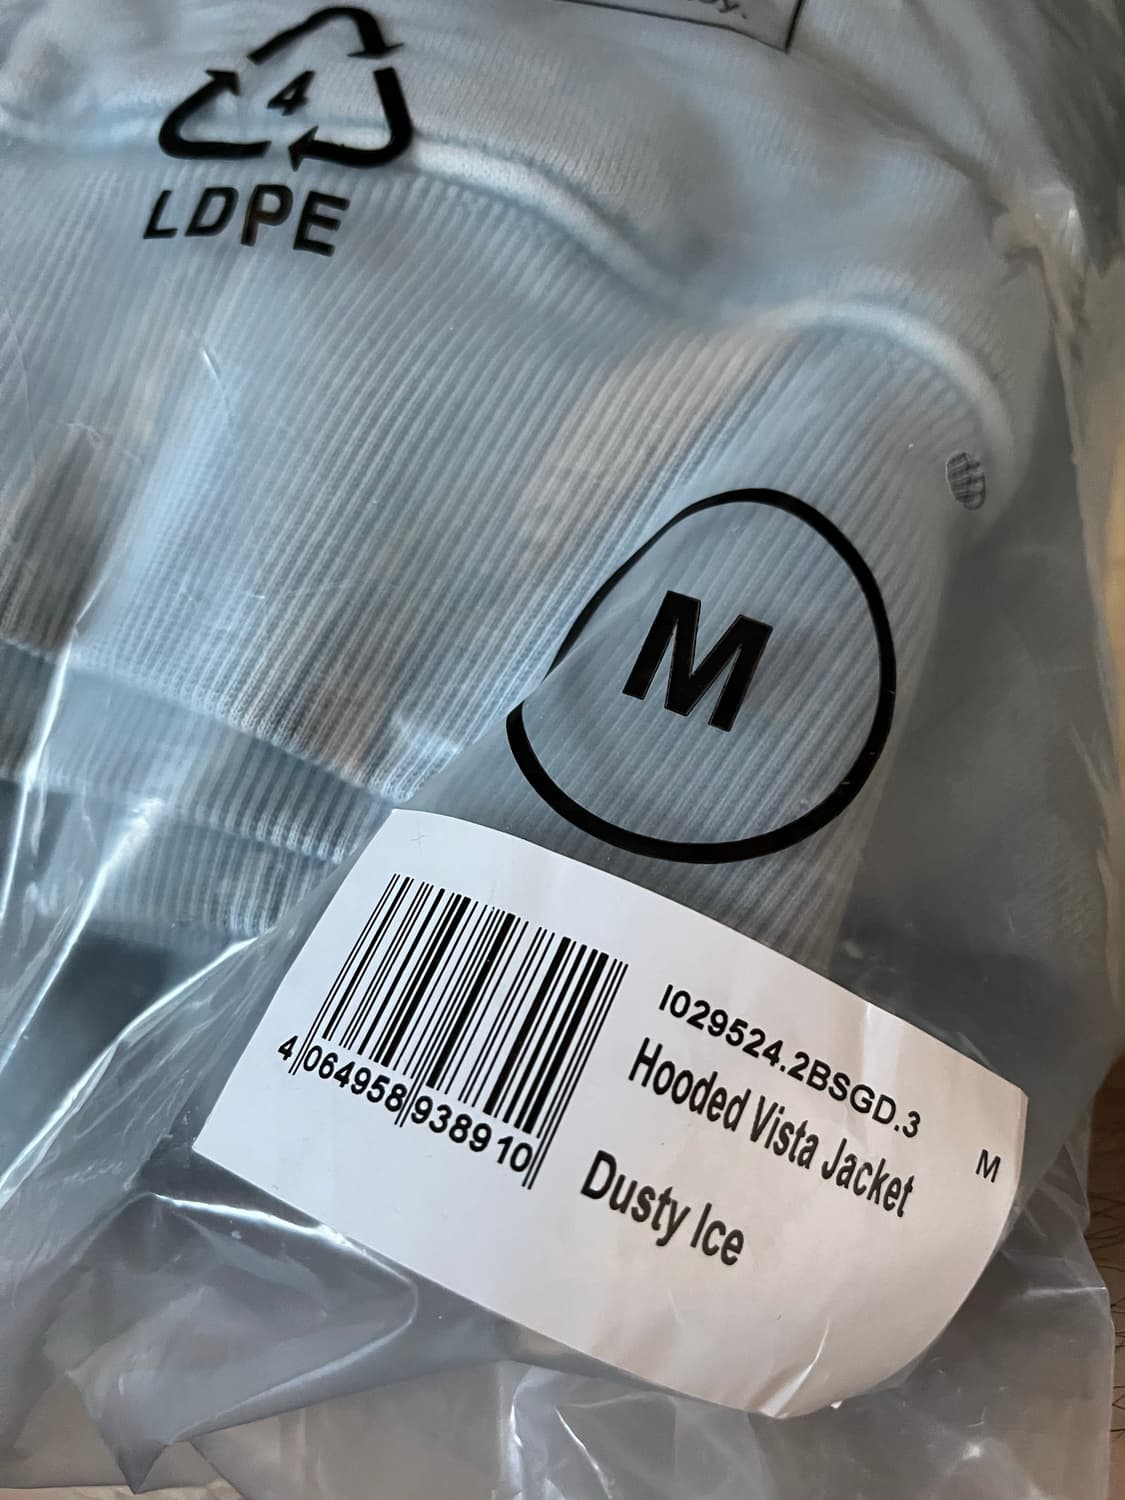 4
LDPE
M
I029524.2BSGD.3
Hooded Vista Jacket
M
Dusty Ice
4 064958 938910